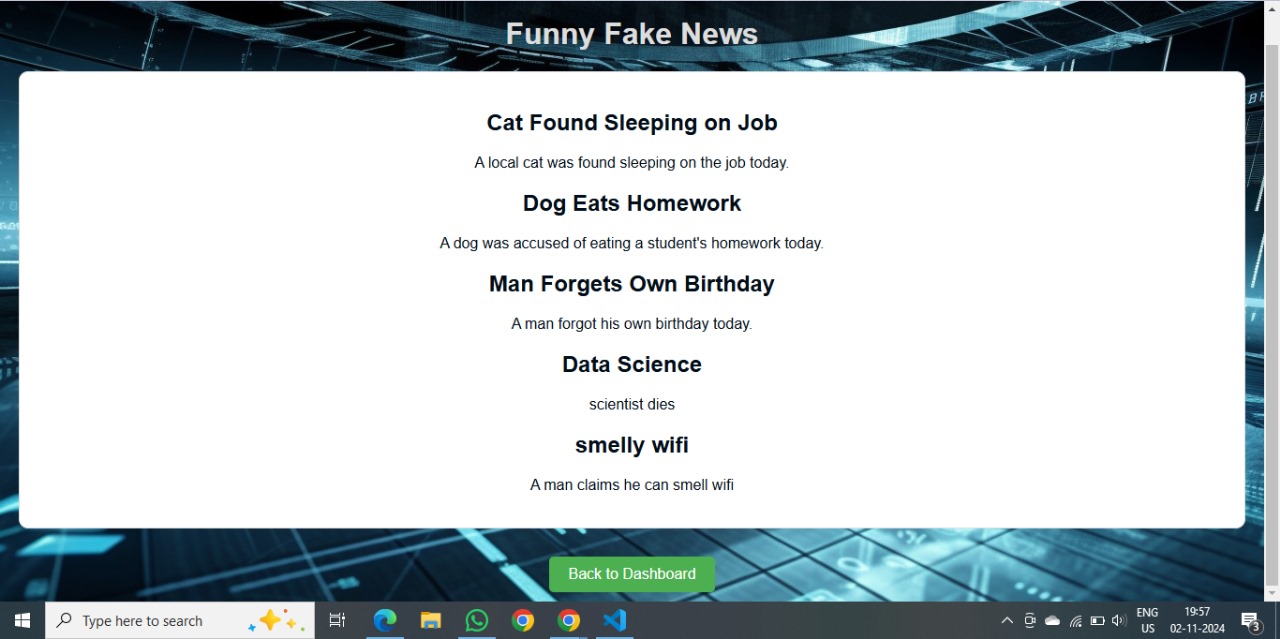 Funny Fake News
Cat Found Sleeping on Job
A local cat was found sleeping on the job today.
Dog Eats Homework
A dog was accused of eating a student's homework today.
Man Forgets Own Birthday
A man forgot his own birthday today.
Data Science
scientist dies
smelly wifi
A man claims he can smell wifi
Back to Dashboard
Type here to search
ENG
US
19:57
02-11-2024
3